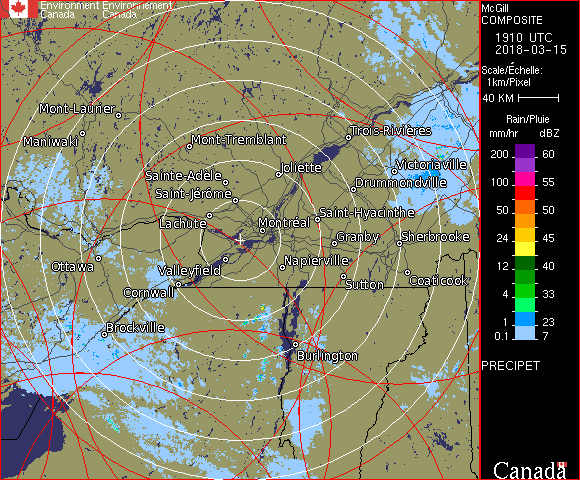 Environment Environnement
Canada Canada
McGill
COMPOSITE
1910 UTC
2018-03-15
Scale/Échelle:
1km/Pixel
40 KM
Rain/Pluie
mm/hr dBZ
200 60
150 55
100 55
50 50
24 45
12 40
4 33
1 23
0.1 7
PRECIPET
Canada
Mont-Laurier
Maniwaki
Mont-Tremblant
Trois-Rivières
Sainte-Adèle
Joliette
Victoriaville
Drummondville
Saint-Jérôme
Lachute
Montréal
Saint-Hyacinthe
Granby
Sherbrooke
Ottawa
Valleyfield
Napierville
Sutton
Coaticook
Cornwall
Brockville
Burlington